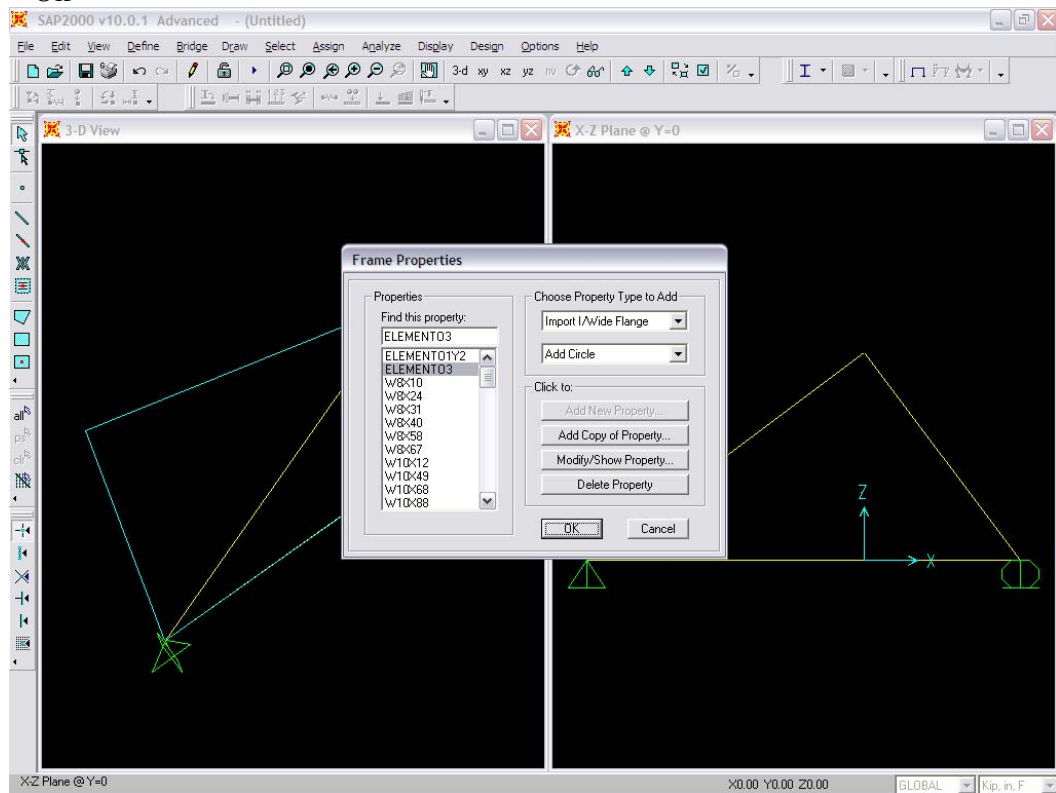 SAP2000 v10.0.1 Advanced - (Untitled)
File Edit View Define Bridge Draw Select Assign Analyze Display Design Options Help
3-d xy xz yz nv
3-D View
X-Z Plane @ Y=0
all
ps
clr
Frame Properties
Properties
Find this property:
ELEMENTO3
ELEMENTO1Y2
ELEMENTO3
W8X10
W8X24
W8X31
W8X40
W8X58
W8X67
W10X12
W10X49
W10X68
W10X88
Choose Property Type to Add
Import I/Wide Flange
Add Circle
Click to:
Add New Property...
Add Copy of Property...
Modify/Show Property...
Delete Property
OK Cancel
Z
X
X-Z Plane @ Y=0
X0.00 Y0.00 Z0.00
GLOBAL
Kip, in, F